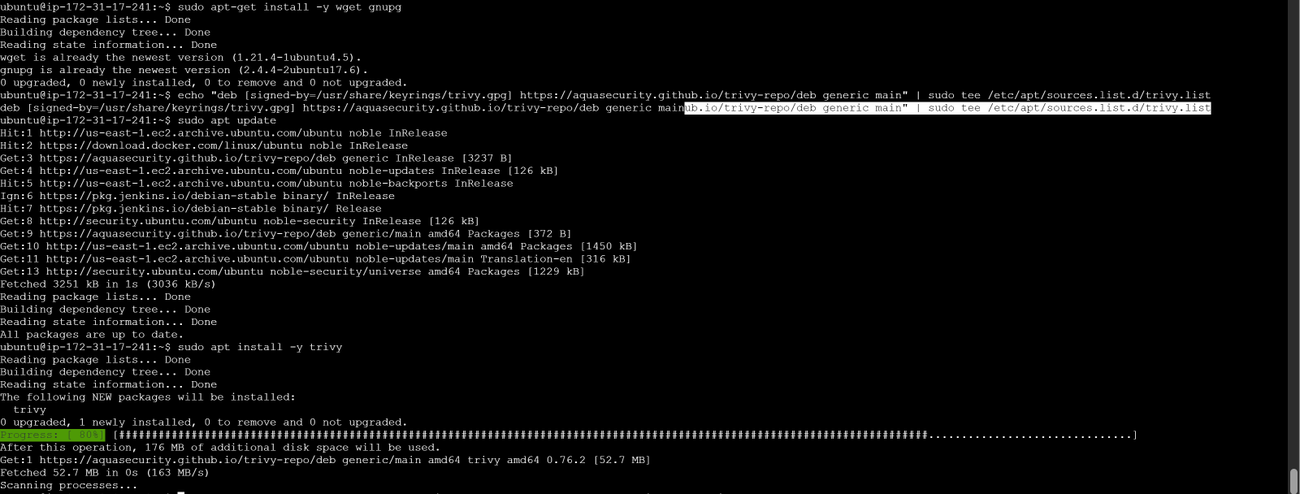 ubuntu@ip-172-31-17-241:~$ sudo apt-get install -y wget gnupg
Reading package lists... Done
Building dependency tree... Done
Reading state information... Done
wget is already the newest version (1.21.4-1ubuntu4.5).
gnupg is already the newest version (2.4.4-2ubuntu17.6).
0 upgraded, 0 newly installed, 0 to remove and 0 not upgraded.
ubuntu@ip-172-31-17-241:~$ echo "deb [signed-by=/usr/share/keyrings/trivy.gpg] https://aquasecurity.github.io/trivy-repo/deb generic main" | sudo tee /etc/apt/sources.list.d/trivy.list
deb [signed-by=/usr/share/keyrings/trivy.gpg] https://aquasecurity.github.io/trivy-repo/deb generic mainub.io/trivy-repo/deb generic main" | sudo tee /etc/apt/sources.list.d/trivy.list
ubuntu@ip-172-31-17-241:~$ sudo apt update
Hit:1 http://us-east-1.ec2.archive.ubuntu.com/ubuntu noble InRelease
Hit:2 https://download.docker.com/linux/ubuntu noble InRelease
Get:3 https://aquasecurity.github.io/trivy-repo/deb generic InRelease [3237 B]
Get:4 http://us-east-1.ec2.archive.ubuntu.com/ubuntu noble-updates InRelease [126 kB]
Hit:5 http://us-east-1.ec2.archive.ubuntu.com/ubuntu noble-backports InRelease
Ign:6 https://pkg.jenkins.io/debian-stable binary/ InRelease
Hit:7 https://pkg.jenkins.io/debian-stable binary/ Release
Get:8 http://security.ubuntu.com/ubuntu noble-security InRelease [126 kB]
Get:9 https://aquasecurity.github.io/trivy-repo/deb generic/main amd64 Packages [372 B]
Get:10 http://us-east-1.ec2.archive.ubuntu.com/ubuntu noble-updates/main amd64 Packages [1450 kB]
Get:11 http://us-east-1.ec2.archive.ubuntu.com/ubuntu noble-updates/main Translation-en [316 kB]
Get:13 http://security.ubuntu.com/ubuntu noble-security/universe amd64 Packages [1229 kB]
Fetched 3251 kB in 1s (3036 kB/s)
Reading package lists... Done
Building dependency tree... Done
Reading state information... Done
All packages are up to date.
ubuntu@ip-172-31-17-241:~$ sudo apt install -y trivy
Reading package lists... Done
Building dependency tree... Done
Reading state information... Done
The following NEW packages will be installed:
  trivy
0 upgraded, 1 newly installed, 0 to remove and 0 not upgraded.
Progress: [ 80%]
After this operation, 176 MB of additional disk space will be used.
Get:1 https://aquasecurity.github.io/trivy-repo/deb generic/main amd64 trivy amd64 0.76.2 [52.7 MB]
Fetched 52.7 MB in 0s (163 MB/s)
Scanning processes...